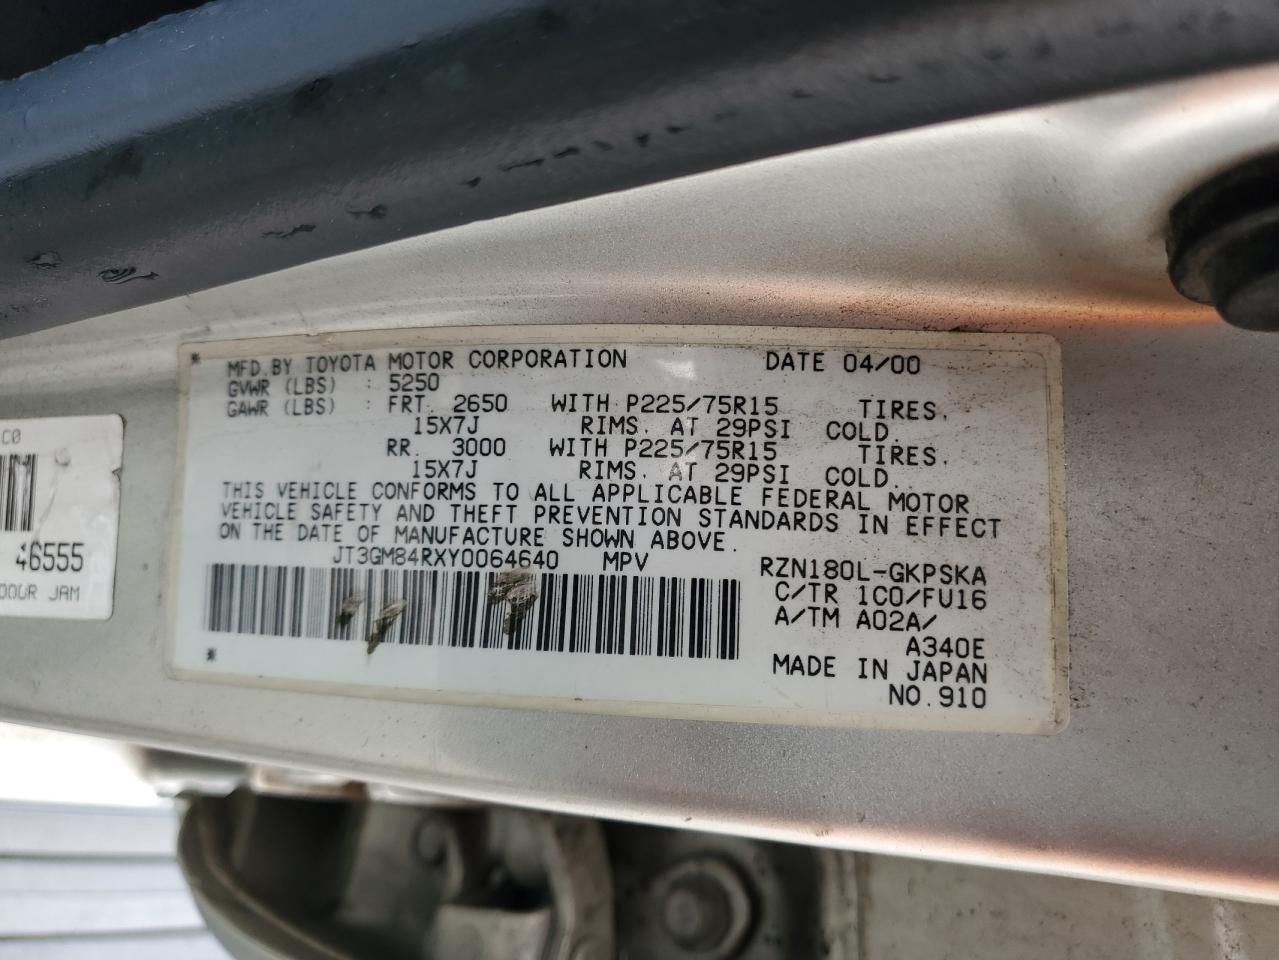 MFD.BY TOYOTA MOTOR CORPORATION DATE 04/00
GVWR (LBS) : 5250
GAWR (LBS) : FRT. 2650 WITH P225/75R15 TIRES.
15X7J RIMS. AT 29PSI COLD.
RR. 3000 WITH P225/75R15 TIRES.
15X7J RIMS. AT 29PSI COLD.
THIS VEHICLE CONFORMS TO ALL APPLICABLE FEDERAL MOTOR
VEHICLE SAFETY AND THEFT PREVENTION STANDARDS IN EFFECT
ON THE DATE OF MANUFACTURE SHOWN ABOVE.
JT3GM84RXY0064640 MPV RZN180L-GKPSKA
C/TR 1C0/FU16
A/TM A02A/
A340E
MADE IN JAPAN
NO.910
C0
46555
DOOR JAM